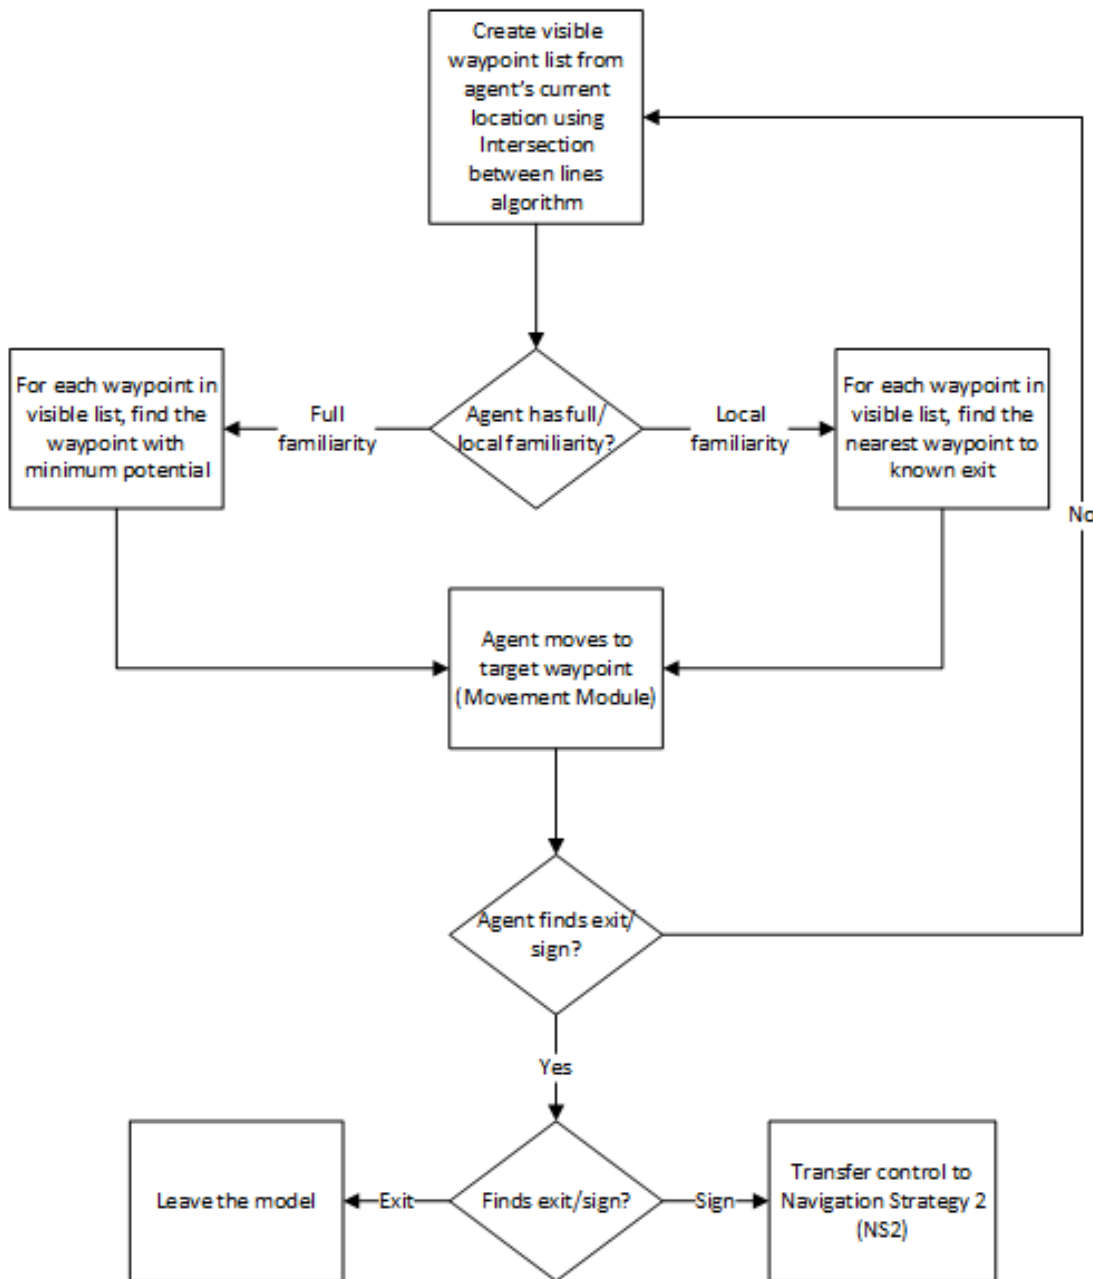 Create visible
waypoint list from
agent's current
location using
Intersection
between lines
algorithm
For each waypoint in
visible list, find the
waypoint with
minimum potential
Full
familiarity
Agent has full/
local familiarity?
Local
familiarity
For each waypoint in
visible list, find the
nearest waypoint to
known exit
No
Agent moves to
target waypoint
(Movement Module)
Agent finds exit/
sign?
Yes
Leave the model
Exit
Finds exit/sign?
Sign
Transfer control to
Navigation Strategy 2
(NS2)